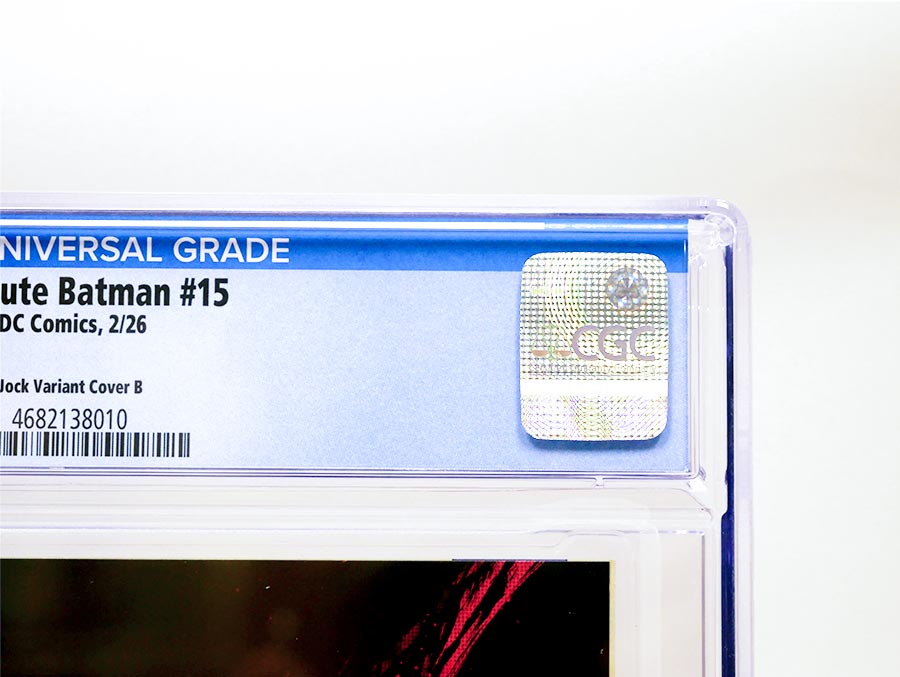 NIVERSAL GRADE
ute Batman #15
DC Comics, 2/26
Jock Variant Cover B
4682138010
CGC